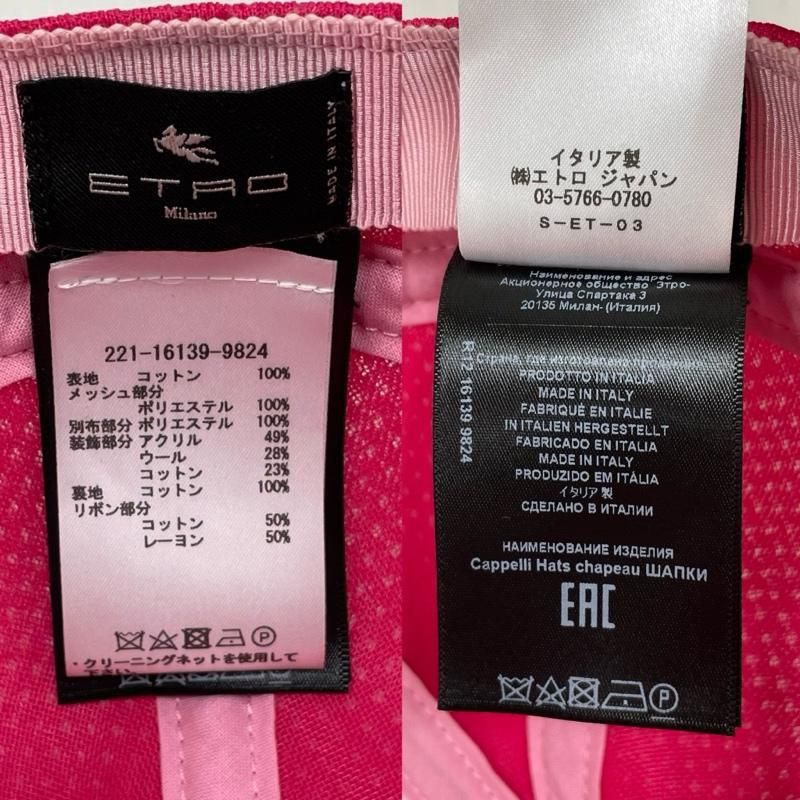 ETRO
Milano
MADE IN ITALY
221-16139-9824
表地 コットン 100%
メッシュ部分
ポリエステル 100%
別布部分 ポリエステル 100%
装飾部分 アクリル 49%
ウール 28%
コットン 23%
裏地 コットン 100%
リボン部分
コットン 50%
レーヨン 50%
・クリーニングネットを使用して
下さい
イタリア製
㈱エトロ ジャパン
03-5766-0780
S-ET-03
Наименование и адрес
Акционерное общество Этро-
Улица Спартака 3
20135 Милан- (Италия)
Страна, где изготовлена
PRODOTTO IN ITALIA
MADE IN ITALY
FABRIQUÉ EN ITALIE
IN ITALIEN HERGESTELLT
FABRICADO EN ITALIA
MADE IN ITALY
PRODUZIDO EM ITÁLIA
イタリア製
СДЕЛАНО В ИТАЛИИ
R12 16139 9824
НАИМЕНОВАНИЕ ИЗДЕЛИЯ
Cappelli Hats chapeau ШАПКИ
EAC